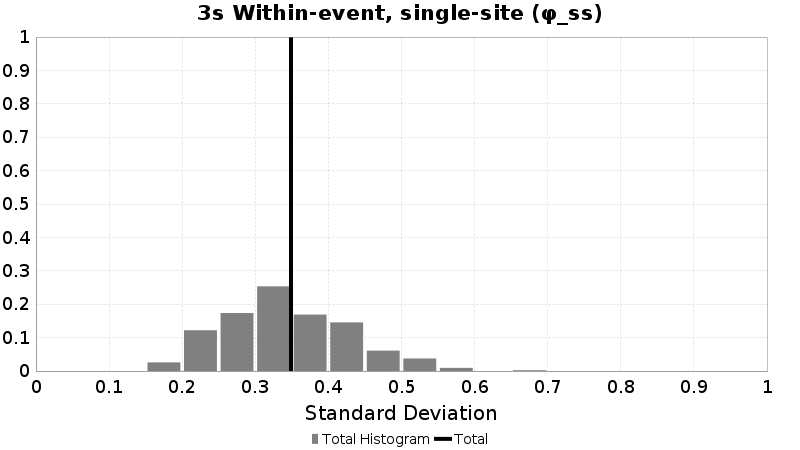 3s Within-event, single-site (φ_ss)
1
0.9
0.8
0.7
0.6
0.5
0.4
0.3
0.2
0.1
0
0 0.1 0.2 0.3 0.4 0.5 0.6 0.7 0.8 0.9 1
Standard Deviation
Total Histogram Total